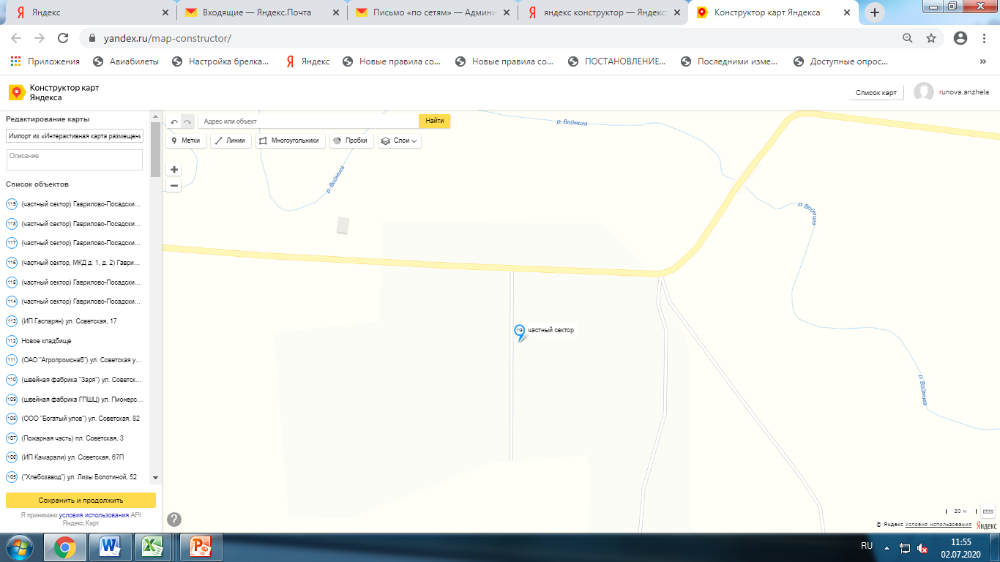 Яндекс
Входящие — Яндекс.Почта
Письмо «по сетям» — Админи
яндекс конструктор — Яндекс:
Конструктор карт Яндекса
yandex.ru/map-constructor/
Приложения
Авиабилеты
Настройка брелка...
Яндекс
Новые правила со...
Новые правила со...
ПОСТАНОВЛЕНИЕ...
Последними изме...
Доступные опрос...
»
Конструктор карт
Яндекса
Список карт
runova.anzhela
Редактирование карты
Импорт из «Интерактивная карта размещени
Описание
Список объектов
119 (частный сектор) Гаврилово-Посадски...
118 (частный сектор) Гаврилово-Посадски...
117 (частный сектор) Гаврилово-Посадски...
116 (частный сектор, МКД д. 1, д. 2) Гаври...
115 (частный сектор) Гаврилово-Посадски...
114 (частный сектор) Гаврилово-Посадски...
113 (ИП Гаспарян) ул. Советская, 17
112 Новое кладбище
111 (ОАО "Агропромснаб") ул. Советская у...
110 (швейная фабрика "Заря") ул. Советск...
109 (швейная фабрика ГПШЦ) ул. Пионерс...
108 (ООО "Богатый улов") ул. Советская, 82
107 (Пожарная часть) пл. Советская, 3
106 (ИП Камарали) ул. Советская, 67П
105 ("Хлебозавод") ул. Лизы Болотиной, 52
Сохранить и продолжить
Я принимаю условия использования API
Яндекс.Карт
Адрес или объект
Найти
Метки
Линии
Многоугольники
Пробки
Слои
р. Воймига
р. Воймига
р. Воймига
р. Воймига
119 частный сектор
20 м
© Яндекс Условия использования
Яндекс
?
RU
11:55
02.07.2020